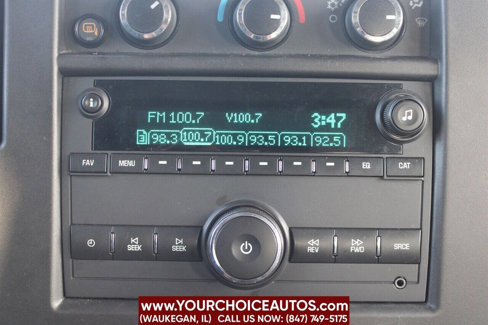 FM 100.7 V100.7 3:47
3 98.3 100.7 100.9 93.5 93.1 92.5
FAV MENU EQ CAT
SEEK SEEK REV FWD SRCE
WWW.YOURCHOICEAUTOS.COM
(WAUKEGAN, IL) CALL US NOW: (847) 749-5175